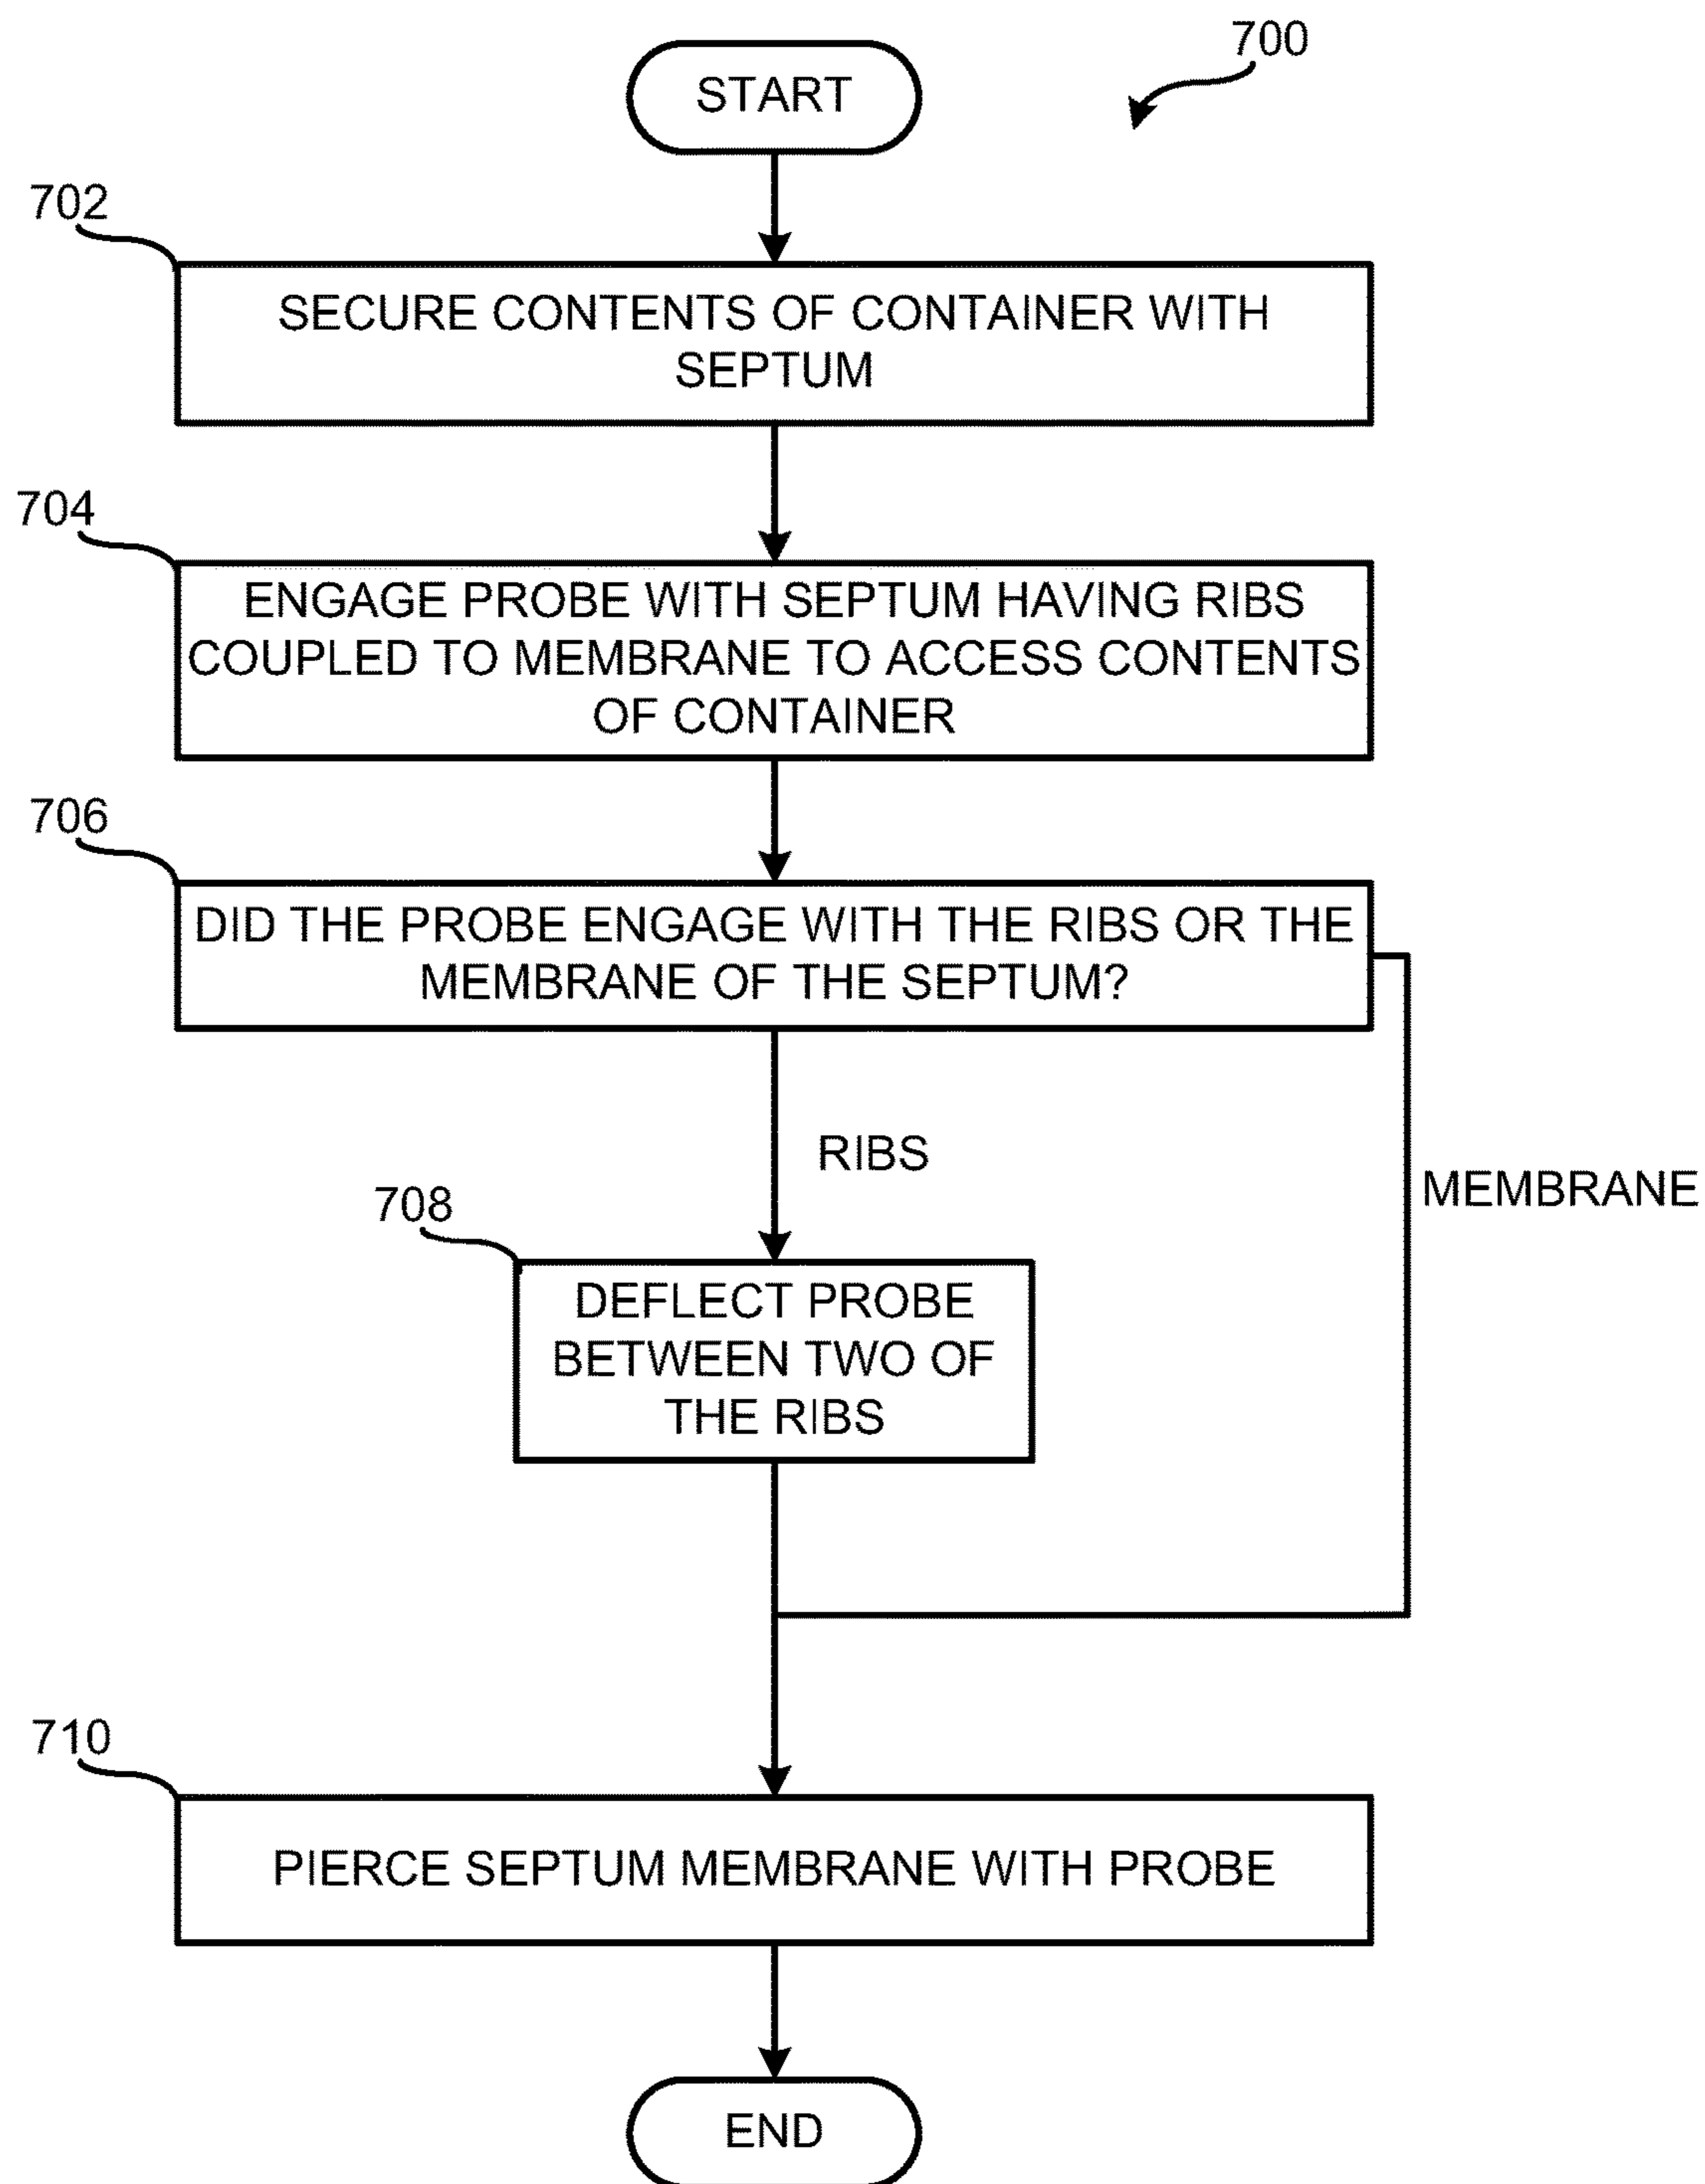 700
START
702
SECURE CONTENTS OF CONTAINER WITH
SEPTUM
704
ENGAGE PROBE WITH SEPTUM HAVING RIBS
COUPLED TO MEMBRANE TO ACCESS CONTENTS
OF CONTAINER
706
DID THE PROBE ENGAGE WITH THE RIBS OR THE
MEMBRANE OF THE SEPTUM?
RIBS
MEMBRANE
708
DEFLECT PROBE
BETWEEN TWO OF
THE RIBS
710
PIERCE SEPTUM MEMBRANE WITH PROBE
END